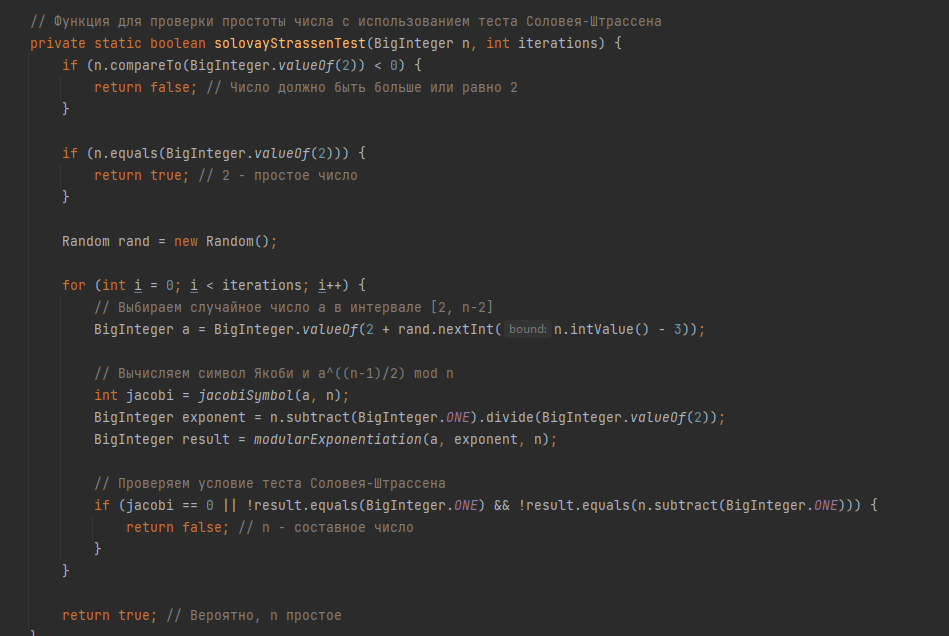 // Функция для проверки простоты числа с использованием теста Соловея-Штрассена
private static boolean solovayStrassenTest(BigInteger n, int iterations) {
if (n.compareTo(BigInteger.valueOf(2)) < 0) {
return false; // Число должно быть больше или равно 2
}
if (n.equals(BigInteger.valueOf(2))) {
return true; // 2 - простое число
}
Random rand = new Random();
for (int i = 0; i < iterations; i++) {
// Выбираем случайное число a в интервале [2, n-2]
BigInteger a = BigInteger.valueOf(2 + rand.nextInt( bound: n.intValue() - 3));
// Вычисляем символ Якоби и a^((n-1)/2) mod n
int jacobi = jacobiSymbol(a, n);
BigInteger exponent = n.subtract(BigInteger.ONE).divide(BigInteger.valueOf(2));
BigInteger result = modularExponentiation(a, exponent, n);
// Проверяем условие теста Соловея-Штрассена
if (jacobi == 0 || !result.equals(BigInteger.ONE) && !result.equals(n.subtract(BigInteger.ONE))) {
return false; // n - составное число
}
}
return true; // Вероятно, n простое
}